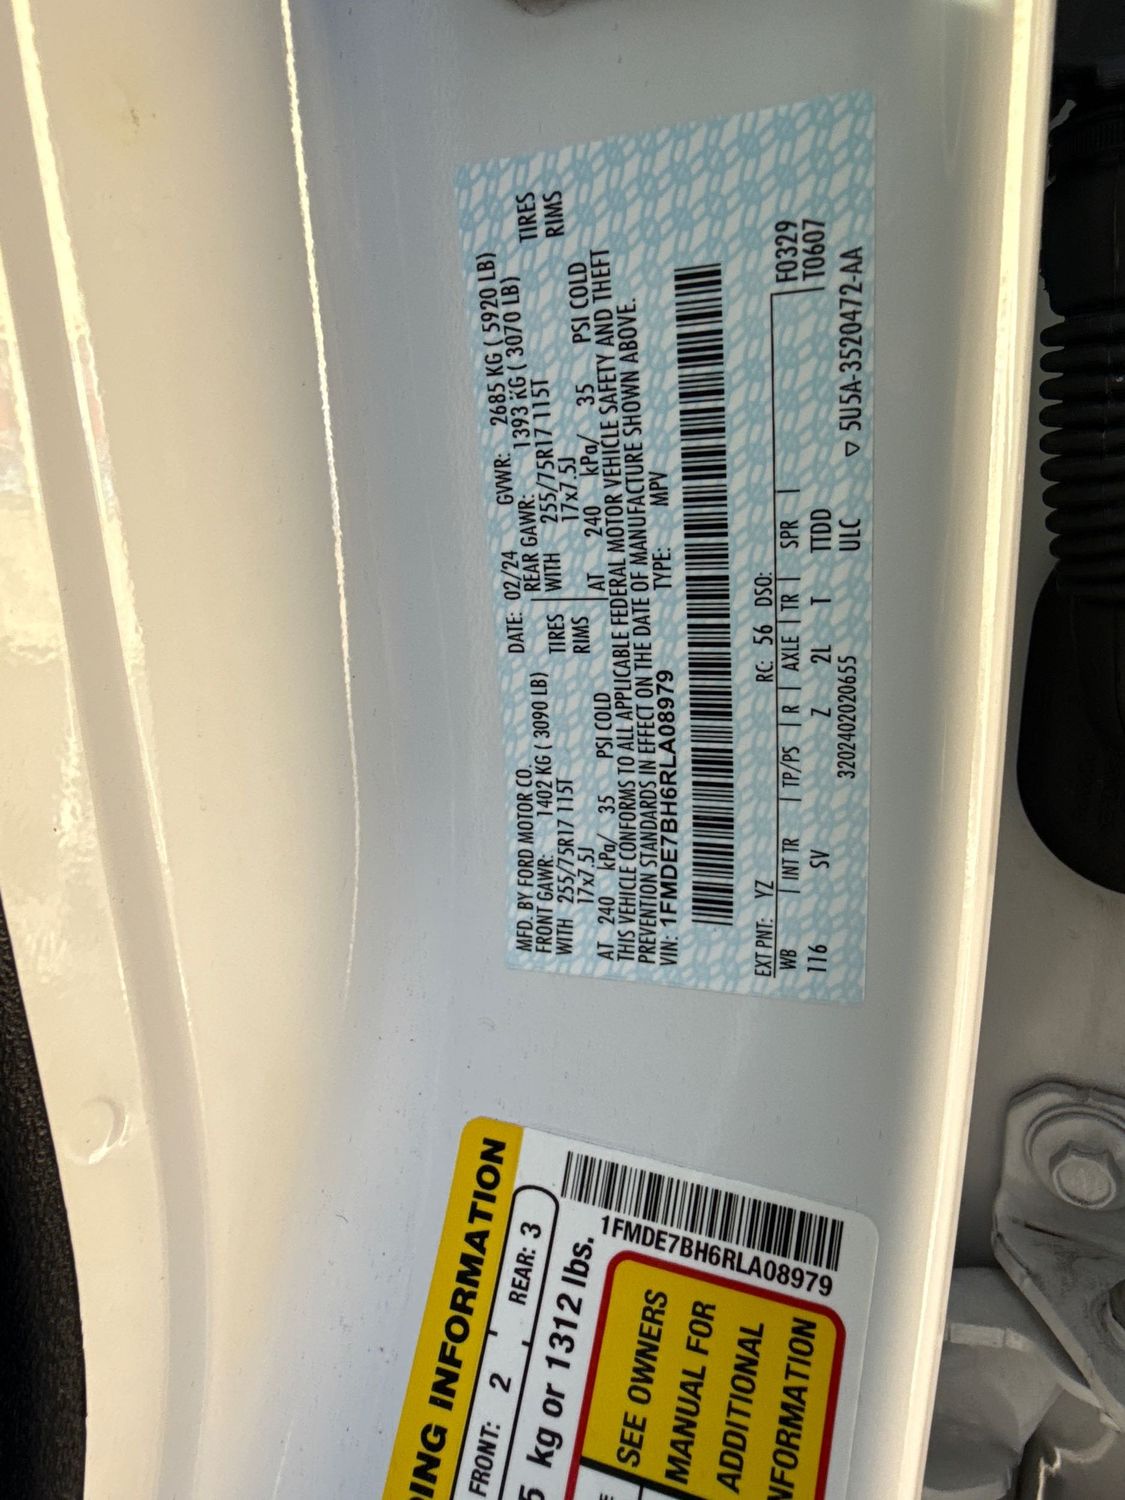 MFD. BY FORD MOTOR CO. DATE: 02/24 GVWR: 2685 KG ( 5920 LB)
FRONT GAWR: 1402 KG ( 3090 LB) REAR GAWR: 1393 KG ( 3070 LB)
WITH 255/75R17 115T TIRES WITH 255/75R17 115T TIRES
17x7.5J RIMS 17x7.5J RIMS
AT 240 kPa/ 35 PSI COLD AT 240 kPa/ 35 PSI COLD
THIS VEHICLE CONFORMS TO ALL APPLICABLE FEDERAL MOTOR VEHICLE SAFETY AND THEFT
PREVENTION STANDARDS IN EFFECT ON THE DATE OF MANUFACTURE SHOWN ABOVE.
VIN: 1FMDE7BH6RLA08979 TYPE: MPV
EXT PNT: YZ RC: 56 DSO: F0329
WB INT TR TP/PS R AXLE TR SPR T0607
116 SV Z 2L T TTDD
3202402020655 ULC ▽ 5U5A-3520472-AA
ING INFORMATION
FRONT: 2 REAR: 3
5 kg or 1312 lbs.
1FMDE7BH6RLA08979
SEE OWNERS
MANUAL FOR
ADDITIONAL
INFORMATION